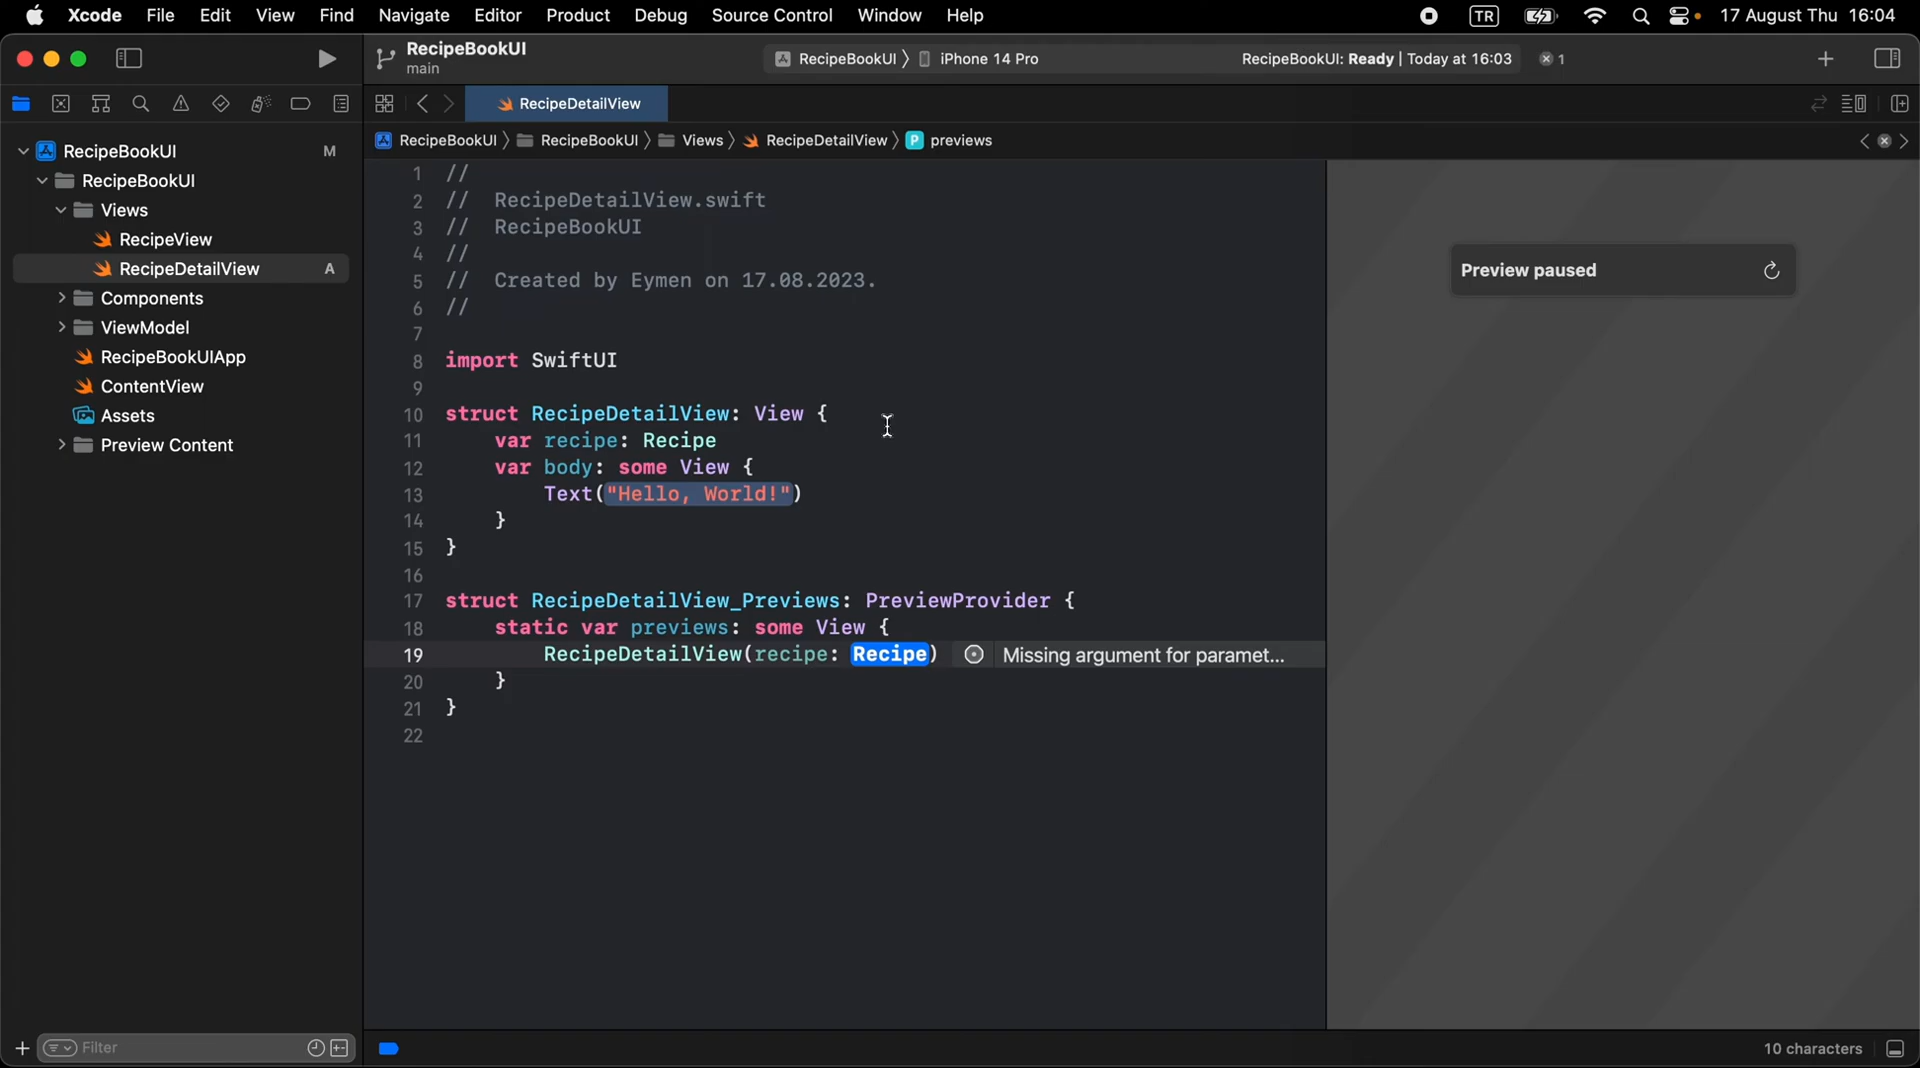 Xcode File Edit View Find Navigate Editor Product Debug Source Control Window Help TR 17 August Thu 16:04
RecipeBookUI
main
RecipeBookUI 〉 iPhone 14 Pro
RecipeBookUI: Ready | Today at 16:03
1
RecipeDetailView
RecipeBookUI 〉 RecipeBookUI 〉 Views 〉 RecipeDetailView 〉 P previews
RecipeBookUI M
RecipeBookUI
Views
RecipeView
RecipeDetailView A
Components
ViewModel
RecipeBookUIApp
ContentView
Assets
Preview Content
1 //
2 // RecipeDetailView.swift
3 // RecipeBookUI
4 //
5 // Created by Eymen on 17.08.2023.
6 //
7
8 import SwiftUI
9
10 struct RecipeDetailView: View {
11 var recipe: Recipe
12 var body: some View {
13 Text("Hello, World!")
14 }
15 }
16
17 struct RecipeDetailView_Previews: PreviewProvider {
18 static var previews: some View {
19 RecipeDetailView(recipe: Recipe) Missing argument for paramet...
20 }
21 }
22
Preview paused
Filter
10 characters